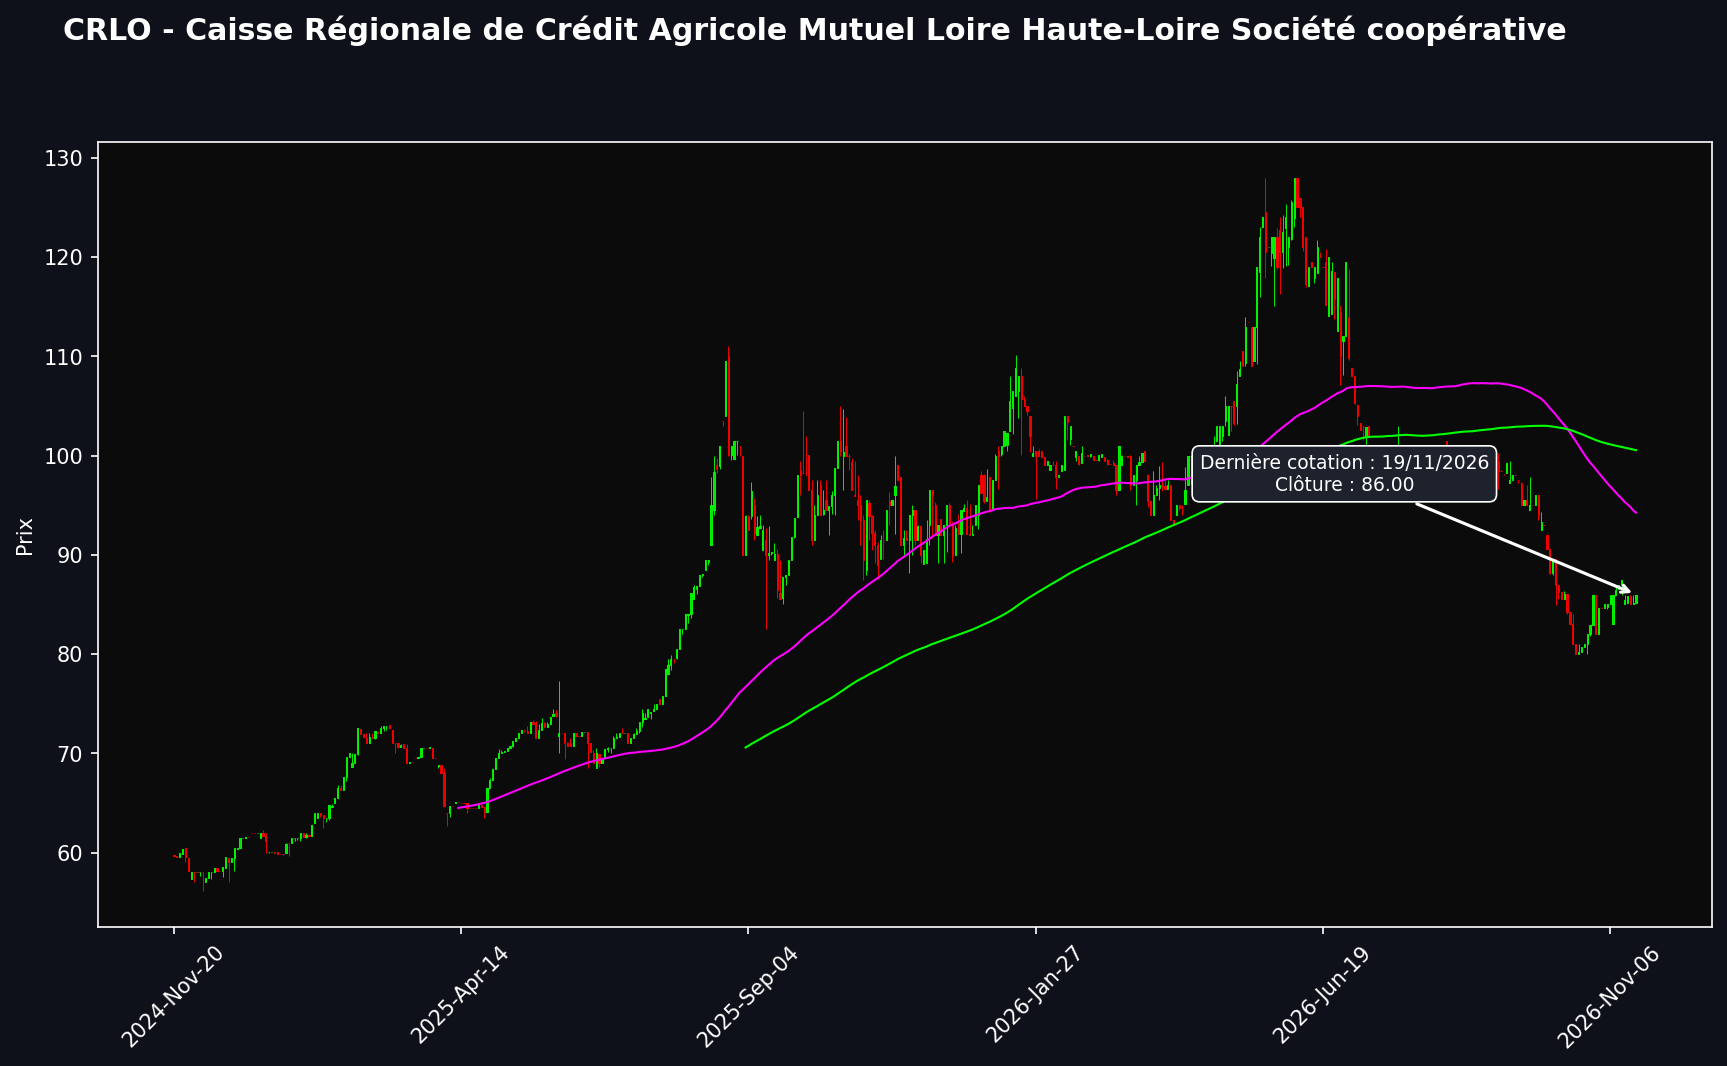 CRLO - Caisse Régionale de Crédit Agricole Mutuel Loire Haute-Loire Société coopérative
130
120
110
100
90
80
70
60
Prix
Dernière cotation : 19/11/2026
Clôture : 86.00
2024-Nov-20
2025-Apr-14
2025-Sep-04
2026-Jan-27
2026-Jun-19
2026-Nov-06